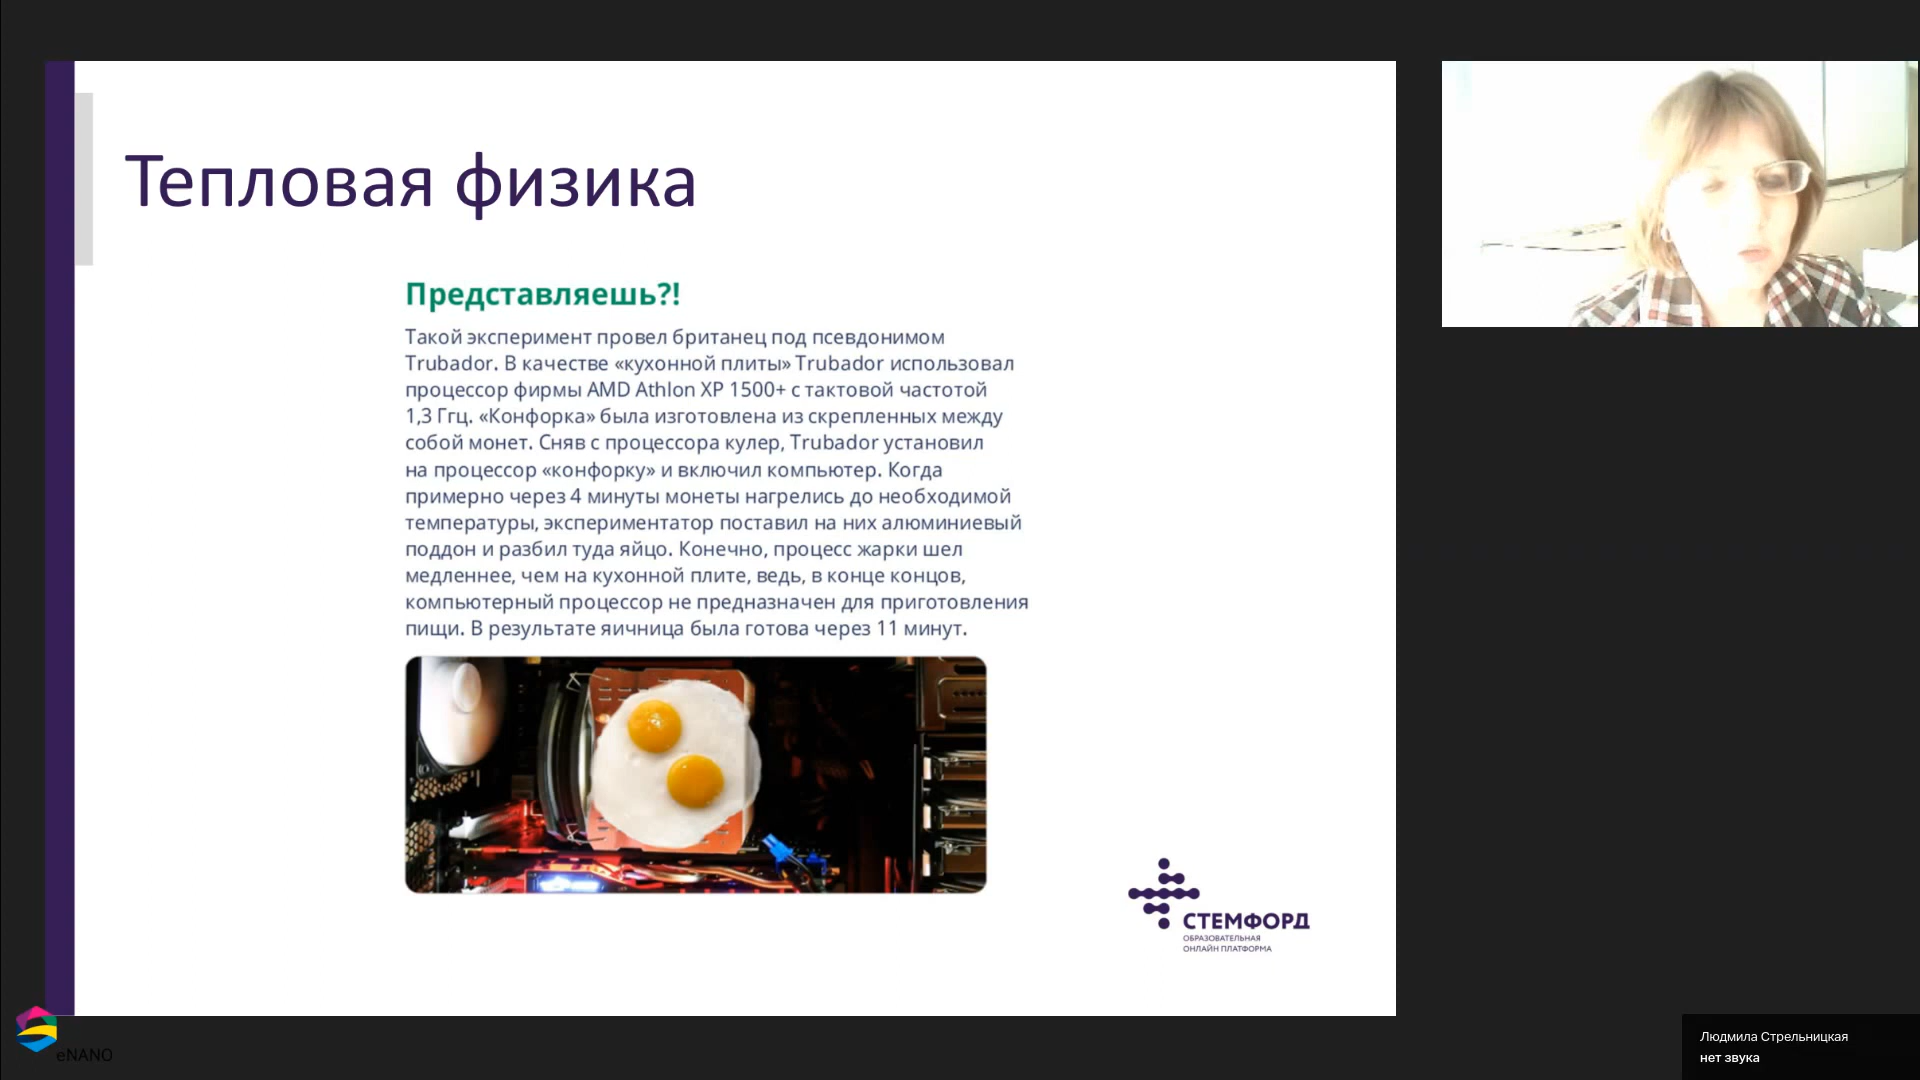 Тепловая физика
Представляешь?!
Такой эксперимент провел британец под псевдонимом
Trubador. В качестве «кухонной плиты» Trubador использовал
процессор фирмы AMD Athlon XP 1500+ с тактовой частотой
1,3 Ггц. «Конфорка» была изготовлена из скрепленных между
собой монет. Сняв с процессора кулер, Trubador установил
на процессор «конфорку» и включил компьютер. Когда
примерно через 4 минуты монеты нагрелись до необходимой
температуры, экспериментатор поставил на них алюминиевый
поддон и разбил туда яйцо. Конечно, процесс жарки шел
медленнее, чем на кухонной плите, ведь, в конце концов,
компьютерный процессор не предназначен для приготовления
пищи. В результате яичница была готова через 11 минут.
СТЕМФОРД
ОБРАЗОВАТЕЛЬНАЯ
ОНЛАЙН ПЛАТФОРМА
eNANO
Людмила Стрельницкая
нет звука